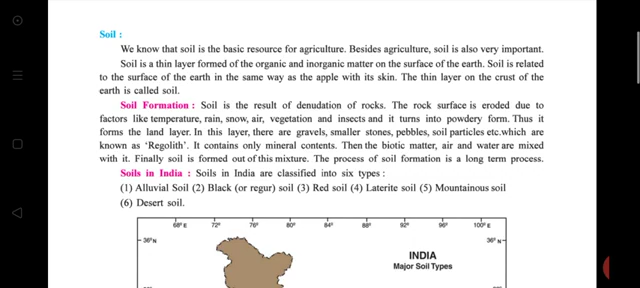 Soil :
We know that soil is the basic resource for agriculture. Besides agriculture, soil is also very important.
Soil is a thin layer formed of the organic and inorganic matter on the surface of the earth. Soil is related
to the surface of the earth in the same way as the apple with its skin. The thin layer on the crust of the
earth is called soil.
Soil Formation : Soil is the result of denudation of rocks. The rock surface is eroded due to
factors like temperature, rain, snow, air, vegetation and insects and it turns into powdery form. Thus it
forms the land layer. In this layer, there are gravels, smaller stones, pebbles, soil particles etc.which are
known as 'Regolith'. It contains only mineral contents. Then the biotic matter, air and water are mixed
with it. Finally soil is formed out of this mixture. The process of soil formation is a long term process.
Soils in India : Soils in India are classified into six types :
(1) Alluvial Soil (2) Black (or regur) soil (3) Red soil (4) Laterite soil (5) Mountainous soil
(6) Desert soil.
68° E 72° 76° 80° 84° 88° 92° 96° 100° E
36° N 36° N
INDIA
Major Soil Types